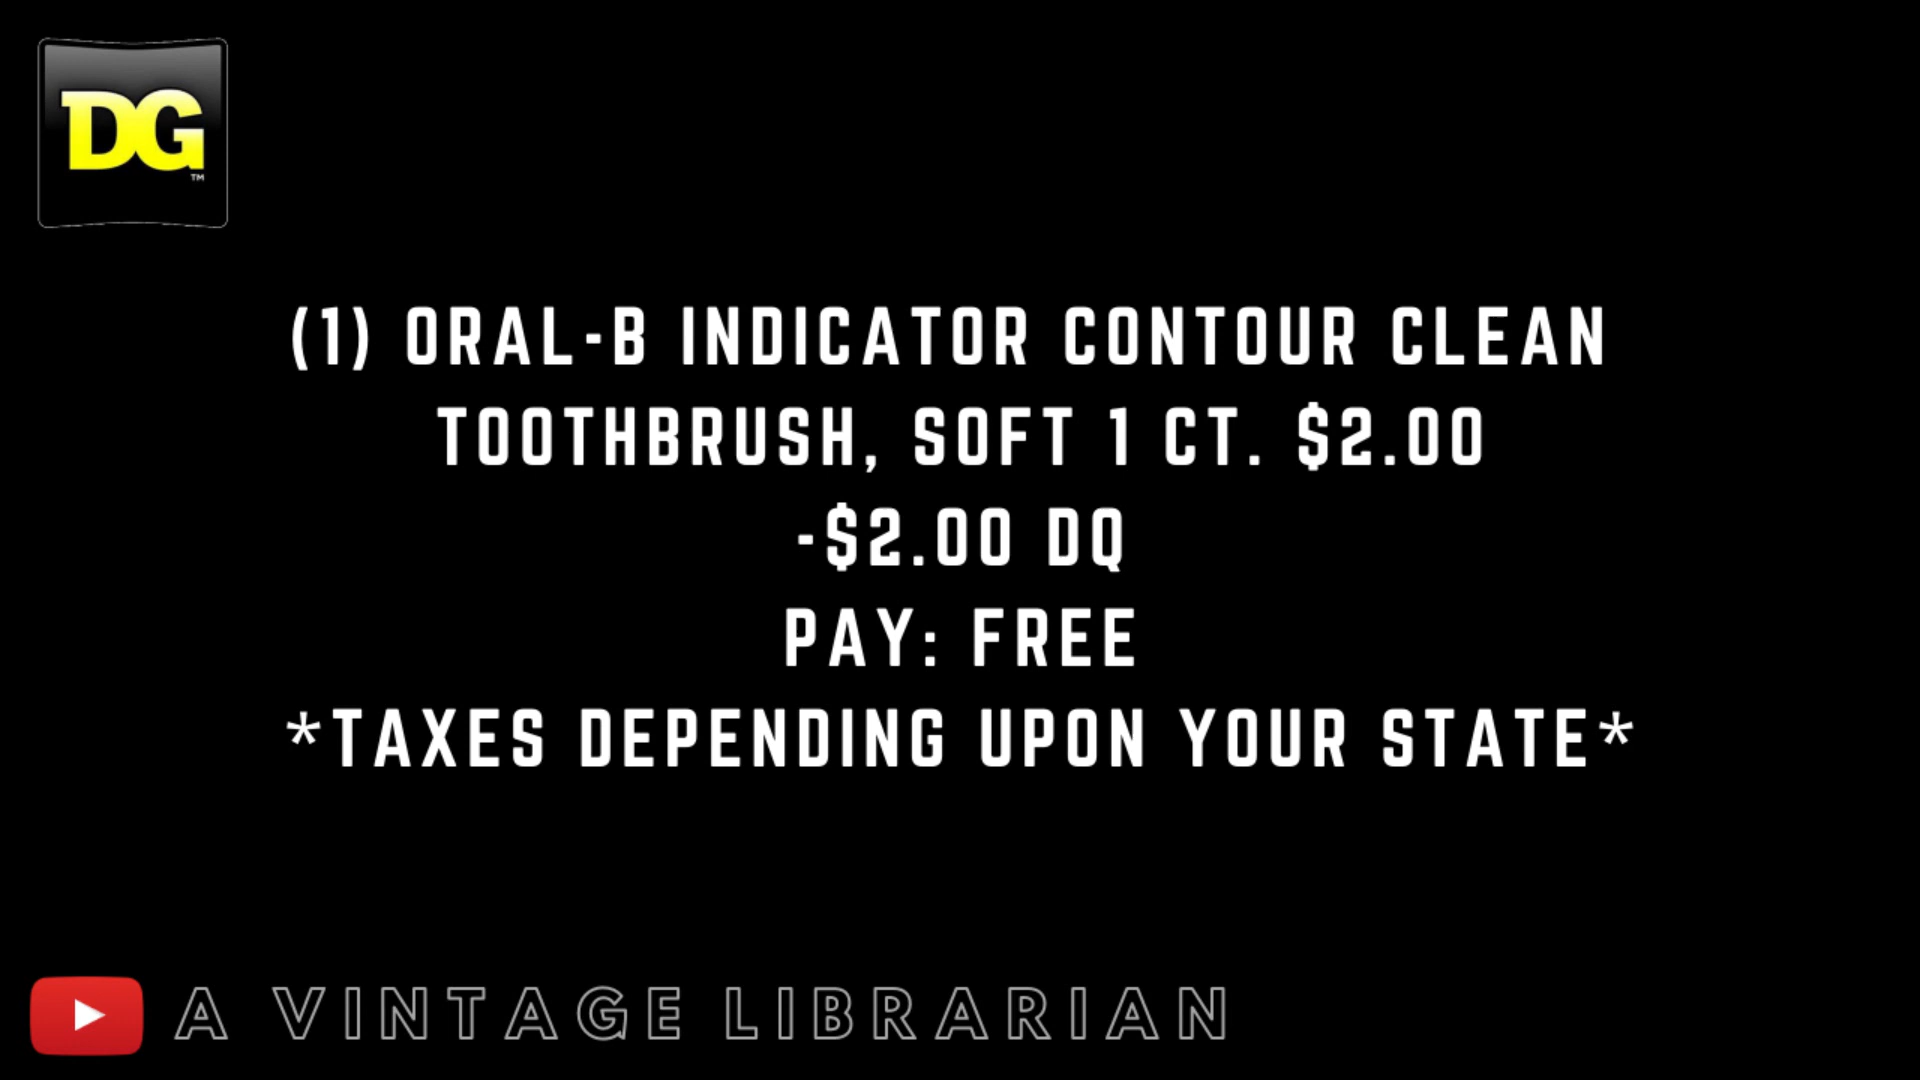 DG
TM
(1) ORAL-B INDICATOR CONTOUR CLEAN
TOOTHBRUSH, SOFT 1 CT. $2.00
-$2.00 DQ
PAY: FREE
*TAXES DEPENDING UPON YOUR STATE*
A VINTAGE LIBRARIAN